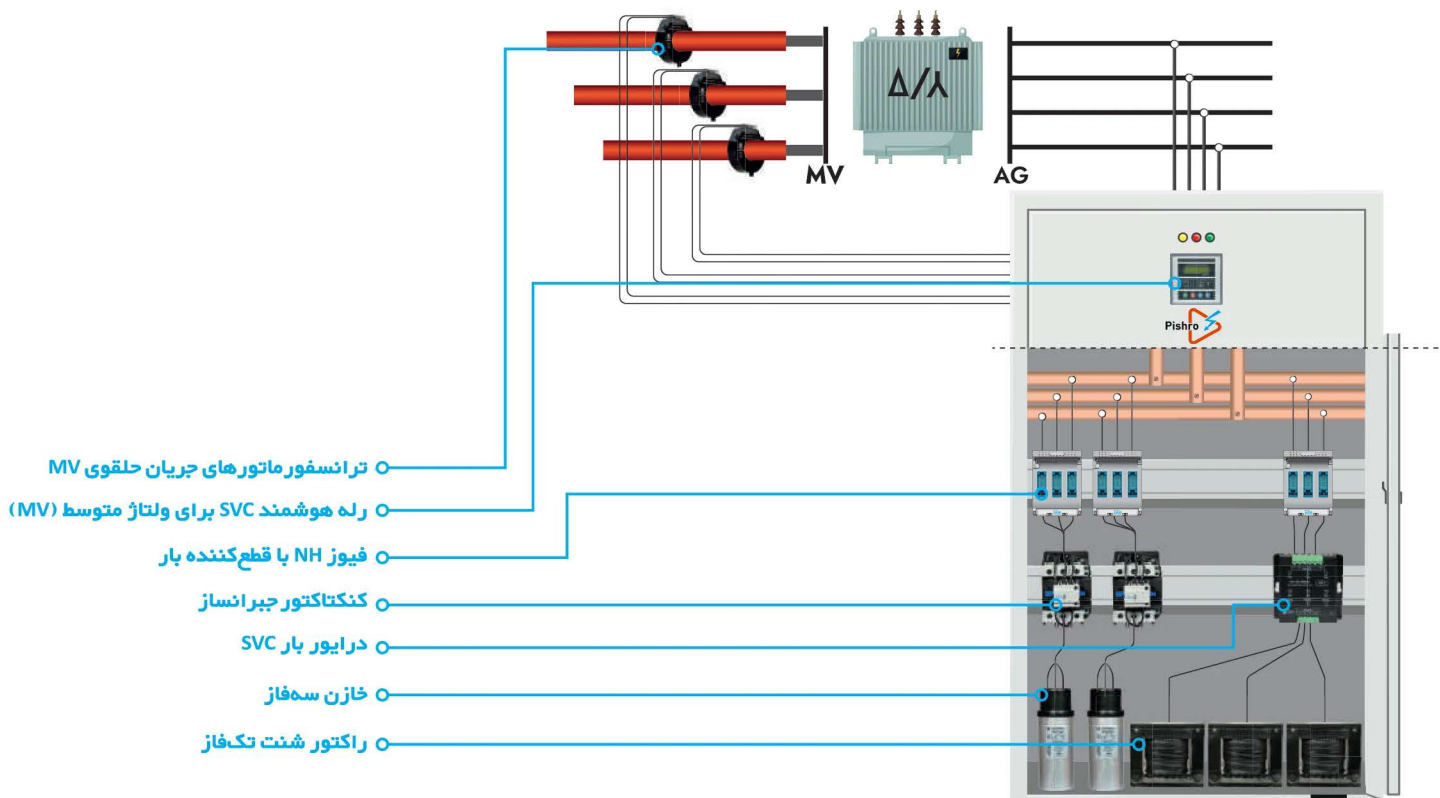 Δ/Y
MV
AG
Pishro
ترانسفورماتورهای جریان حلقوی MV
رله هوشمند SVC برای ولتاژ متوسط (MV)
فیوز NH با قطع‌کننده بار
کنکتاکتور جبرانساز
درایور بار SVC
خازن سه‌فاز
راکتور شنت تک‌فاز